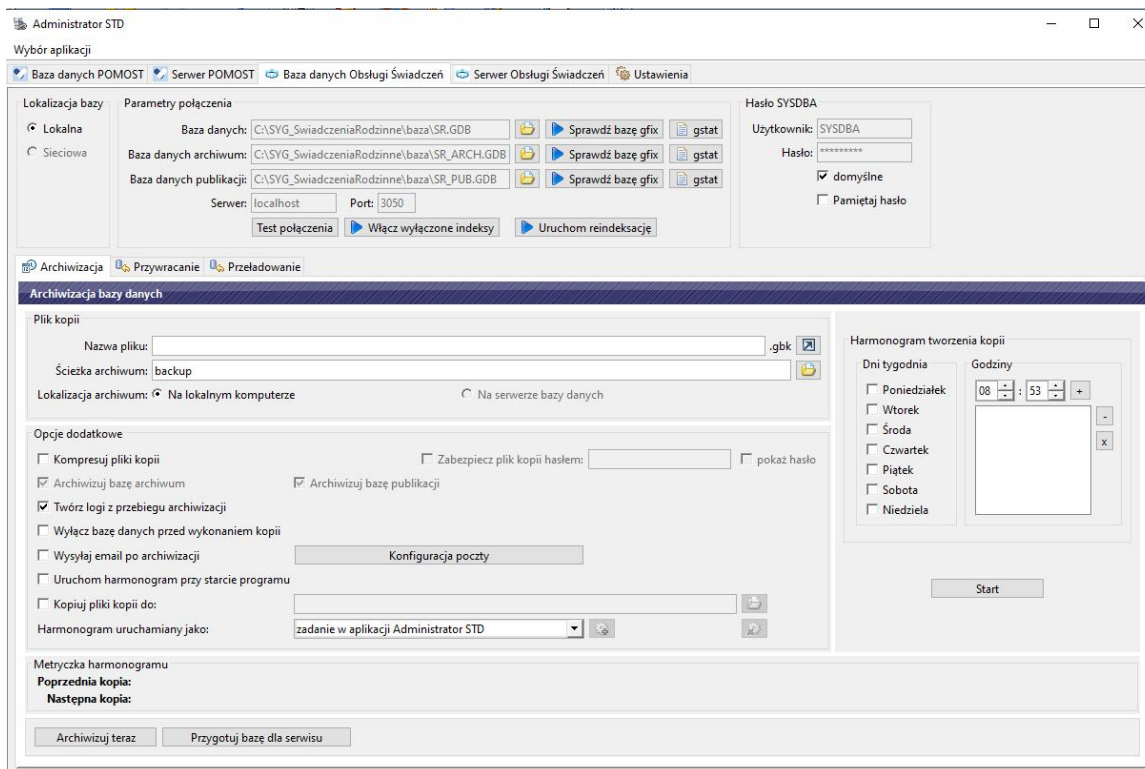 Administrator STD
Wybór aplikacji
Baza danych POMOST Serwer POMOST Baza danych Obsługi Świadczeń Serwer Obsługi Świadczeń Ustawienia
Lokalizacja bazy
Lokalna
Sieciowa
Parametry połączenia
Baza danych: C:\SYG_SwiadczeniaRodzinne\baza\SR.GDB Sprawdź bazę gfix gstat
Baza danych archiwum: C:\SYG_SwiadczeniaRodzinne\baza\SR_ARCH.GDB Sprawdź bazę gfix gstat
Baza danych publikacji: C:\SYG_SwiadczeniaRodzinne\baza\SR_PUB.GDB Sprawdź bazę gfix gstat
Serwer: localhost Port: 3050
Test połączenia Włącz wyłączone indeksy Uruchom reindeksację
Hasło SYSDBA
Użytkownik: SYSDBA
Hasło: *********
domyślne
Pamiętaj hasło
Archiwizacja Przywracanie Przeładowanie
Archiwizacja bazy danych
Plik kopii
Nazwa pliku: .gbk
Ścieżka archiwum: backup
Lokalizacja archiwum: Na lokalnym komputerze Na serwerze bazy danych
Opcje dodatkowe
Kompresuj pliki kopii Zabezpiecz plik kopii hasłem: pokaż hasło
Archiwizuj bazę archiwum Archiwizuj bazę publikacji
Twórz logi z przebiegu archiwizacji
Wyłącz bazę danych przed wykonaniem kopii
Wysyłaj email po archiwizacji Konfiguracja poczty
Uruchom harmonogram przy starcie programu
Kopiuj pliki kopii do:
Harmonogram uruchamiany jako: zadanie w aplikacji Administrator STD
Harmonogram tworzenia kopii
Dni tygodnia
Poniedziałek
Wtorek
Środa
Czwartek
Piątek
Sobota
Niedziela
Godziny
08 : 53 +
-
x
Start
Metryczka harmonogramu
Poprzednia kopia:
Następna kopia:
Archiwizuj teraz Przygotuj bazę dla serwisu